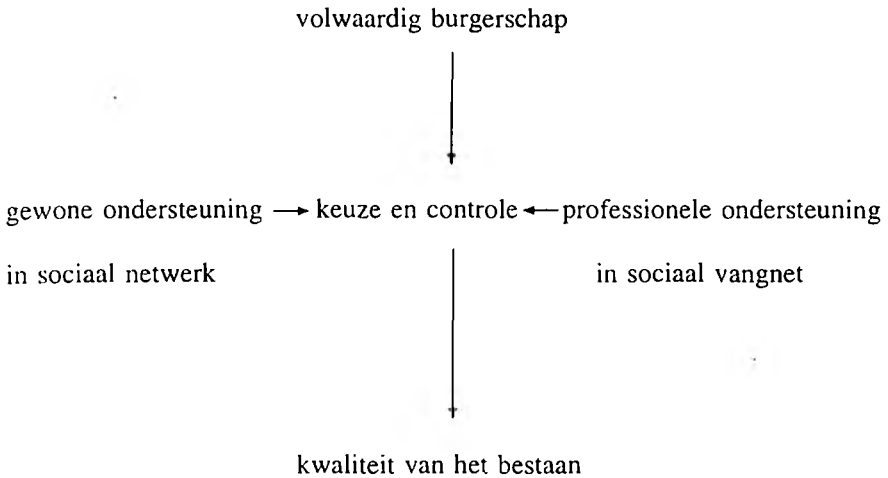 volwaardig burgerschap
gewone ondersteuning → keuze en controle ← professionele ondersteuning
in sociaal netwerk in sociaal vangnet
kwaliteit van het bestaan